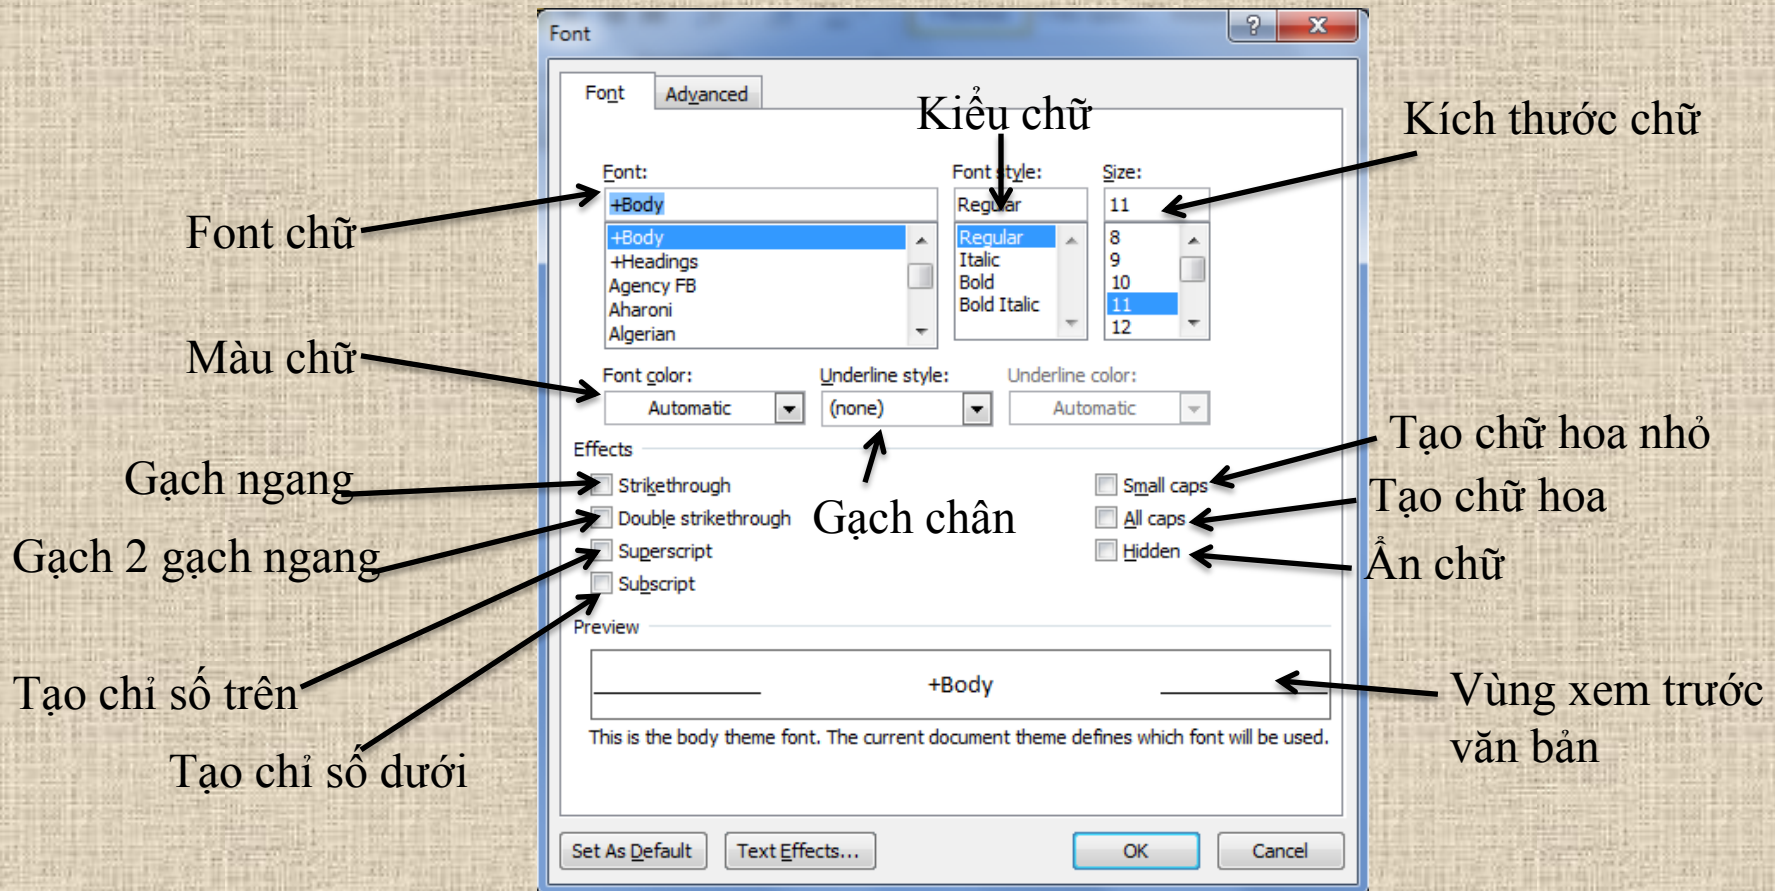 Font
Font
Advanced
Kiểu chữ
Kích thước chữ
Font:
Font style:
Size:
+Body
Regular
11
Font chữ
+Body
+Headings
Agency FB
Aharoni
Algerian
Regular
Italic
Bold
Bold Italic
8
9
10
11
12
Màu chữ
Font color:
Underline style:
Underline color:
Automatic
(none)
Automatic
Effects
Gạch ngang
Strikethrough
Small caps
Tạo chữ hoa nhỏ
Gạch chân
Double strikethrough
All caps
Tạo chữ hoa
Gạch 2 gạch ngang
Superscript
Hidden
Ẩn chữ
Subscript
Preview
Tạo chỉ số trên
+Body
Vùng xem trước
văn bản
This is the body theme font. The current document theme defines which font will be used.
Tạo chỉ số dưới
Set As Default
Text Effects...
OK
Cancel